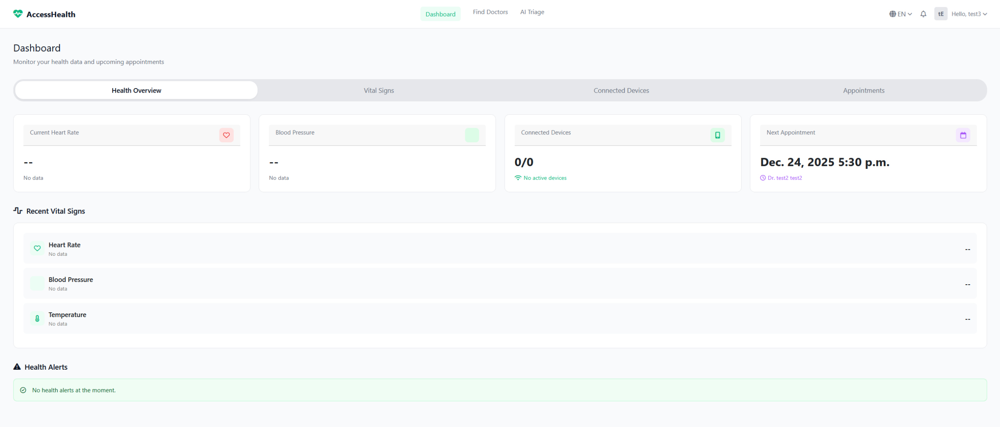 AccessHealth
Dashboard
Find Doctors
AI Triage
EN
tE
Hello, test3
Dashboard
Monitor your health data and upcoming appointments
Health Overview
Vital Signs
Connected Devices
Appointments
Current Heart Rate
--
No data
Blood Pressure
--
No data
Connected Devices
0/0
No active devices
Next Appointment
Dec. 24, 2025 5:30 p.m.
Dr. test2 test2
Recent Vital Signs
Heart Rate
No data
--
Blood Pressure
No data
--
Temperature
No data
--
Health Alerts
No health alerts at the moment.